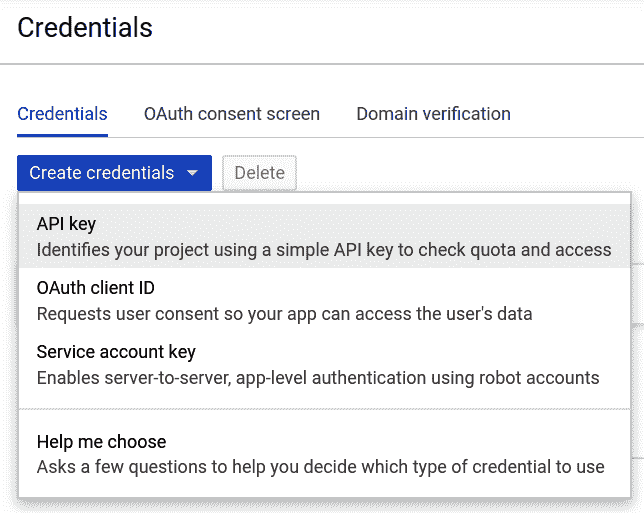 Credentials
Credentials OAuth consent screen Domain verification
Create credentials Delete
API key
Identifies your project using a simple API key to check quota and access
OAuth client ID
Requests user consent so your app can access the user's data
Service account key
Enables server-to-server, app-level authentication using robot accounts
Help me choose
Asks a few questions to help you decide which type of credential to use